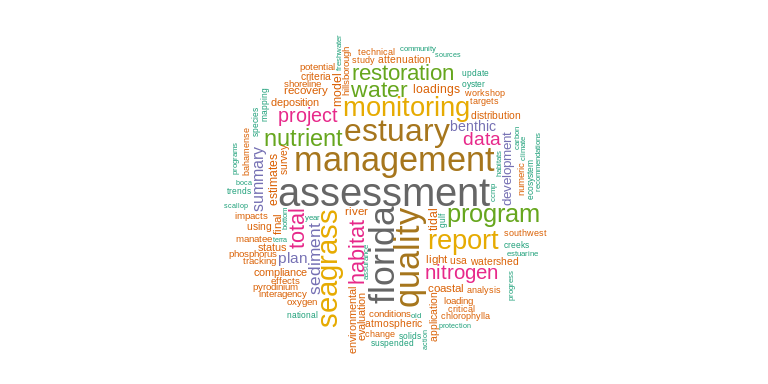 community
freshwater
hillsborough
technical
sources
study
attenuation
potential
restoration
update
criteria
shoreline
model
water
loadings
oyster
recovery
workshop
mapping
deposition
monitoring
targets
species
project
estuary
distribution
benthic
nutrient
data
carbon
climate
bahamense
survey
management
development
numeric
habitats
ecosystem
recommendations
programs
summary
estimates
boca
trends
assessment
ccmp
scallop
impacts
final
bottom
year
total
river
florida
quality
tidal
gulf
program
using
southwest
manatee
terra
seagrass
habitat
report
creeks
status
phosphorus
plan
sediment
assurance
estuarine
tracking
light
usa
watershed
compliance
nitrogen
effects
pyrodinium
coastal
analysis
progress
interagency
oxygen
environmental
evaluation
application
loading
critical
national
conditions
old
chlorophylla
atmospheric
protection
change
solids
action
suspended